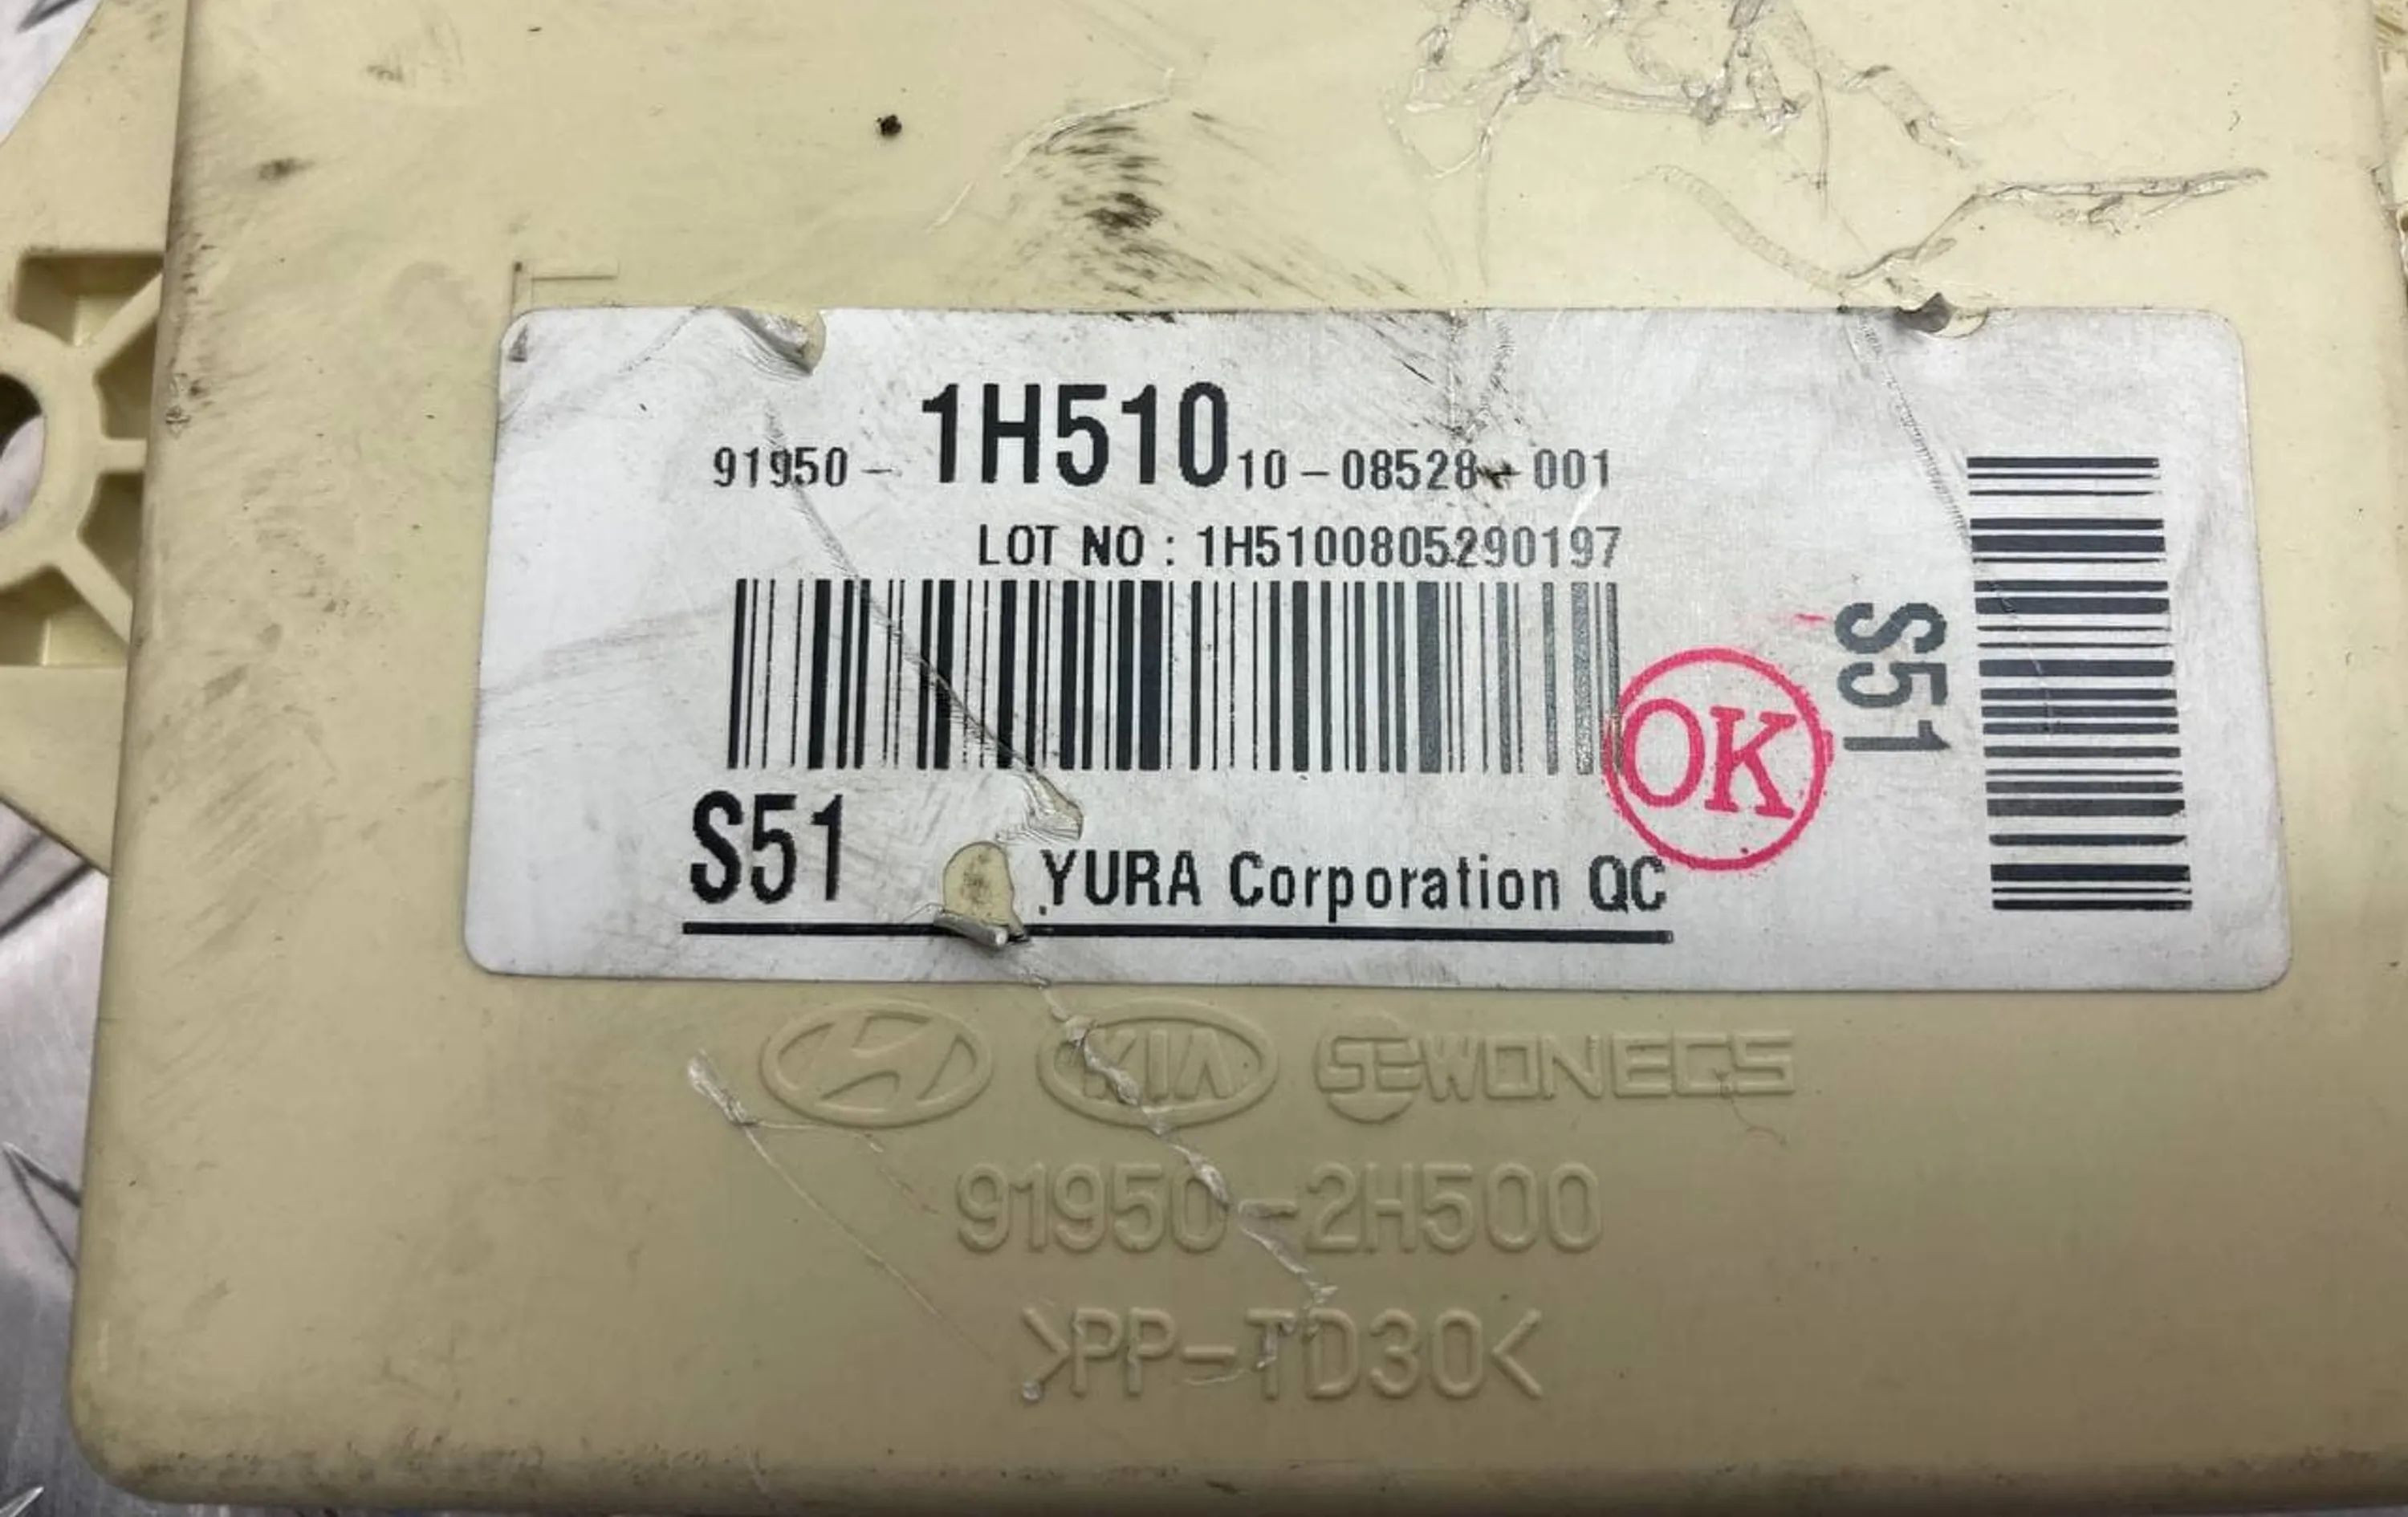 91950 - 1H510 10 - 08528 - 001
LOT NO : 1H5100805290197
S51
OK
S51
YURA Corporation QC
KIA SEWONECS
91950-2H500
>PP-TD30<